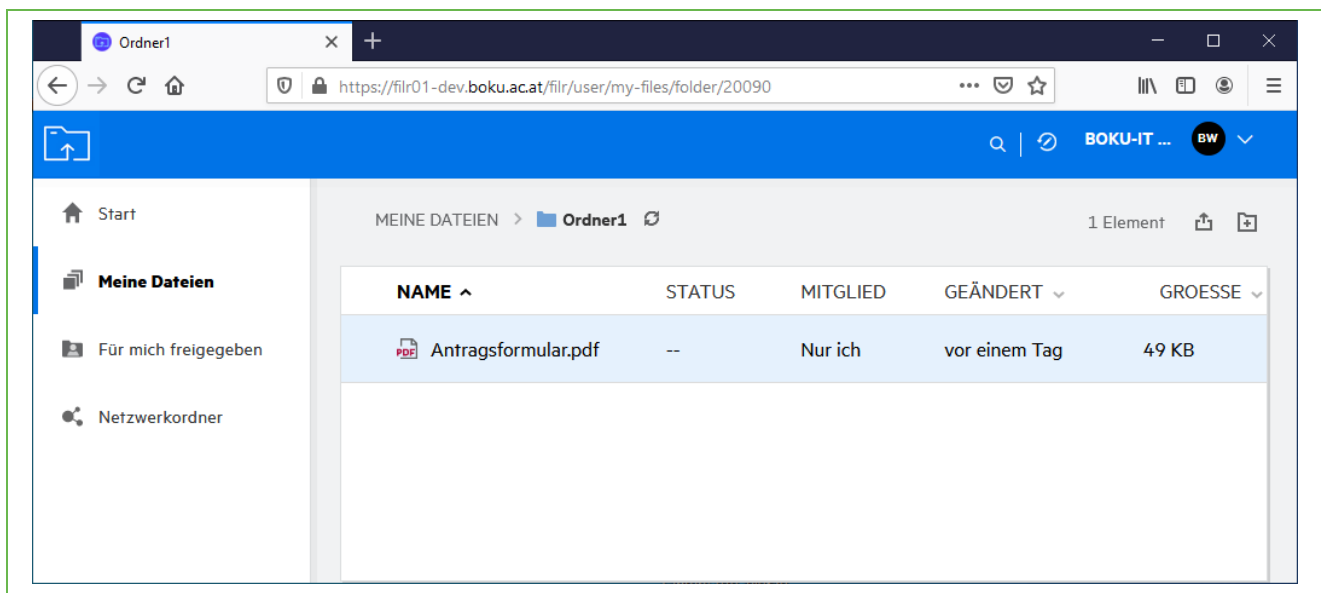 Ordner1
https://filr01-dev.boku.ac.at/filr/user/my-files/folder/20090
BOKU-IT ... BW
Start
MEINE DATEIEN > Ordner1
1 Element
Meine Dateien
NAME STATUS MITGLIED GEÄNDERT GROESSE
PDF Antragsformular.pdf -- Nur ich vor einem Tag 49 KB
Für mich freigegeben
Netzwerkordner